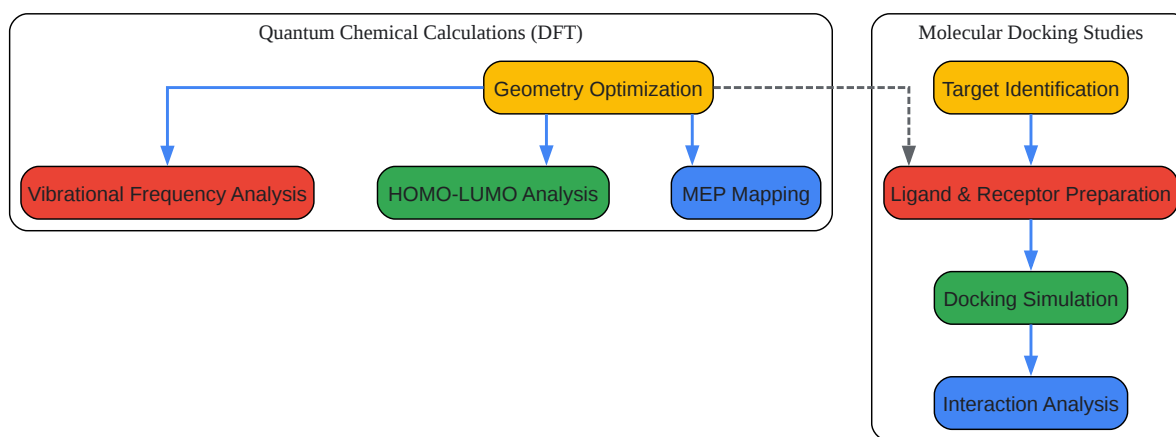 Quantum Chemical Calculations (DFT)
Geometry Optimization
Vibrational Frequency Analysis
HOMO-LUMO Analysis
MEP Mapping
Molecular Docking Studies
Target Identification
Ligand & Receptor Preparation
Docking Simulation
Interaction Analysis